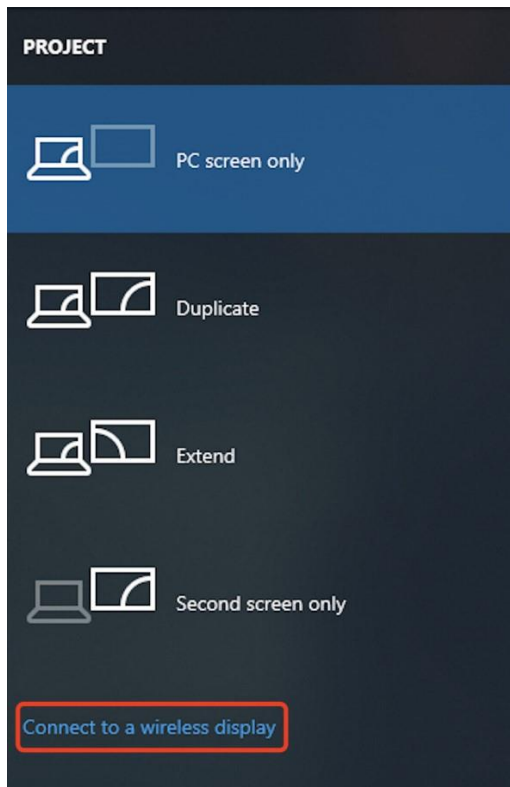 PROJECT
PC screen only
Duplicate
Extend
Second screen only
Connect to a wireless display